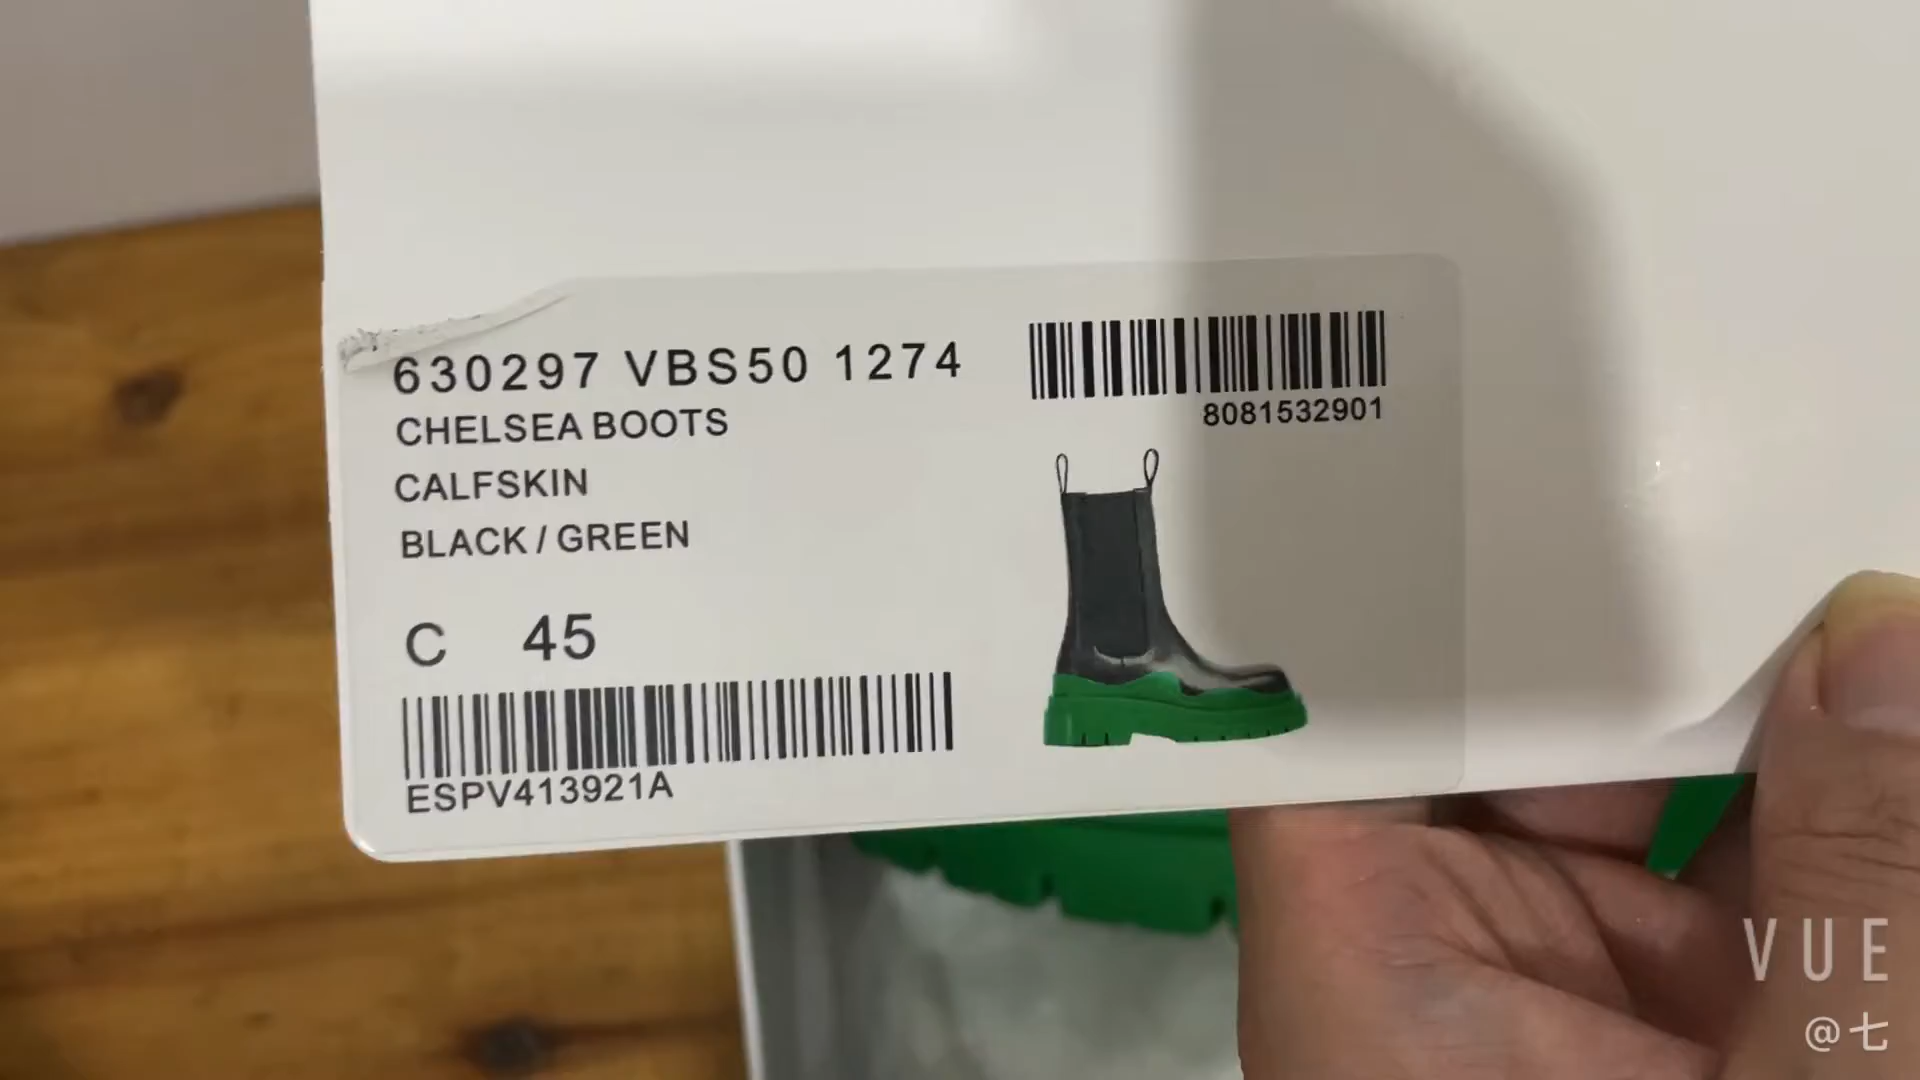 630297 VBS50 1274
CHELSEA BOOTS
CALFSKIN
BLACK / GREEN
C 45
ESPV413921A
8081532901
VUE
@七